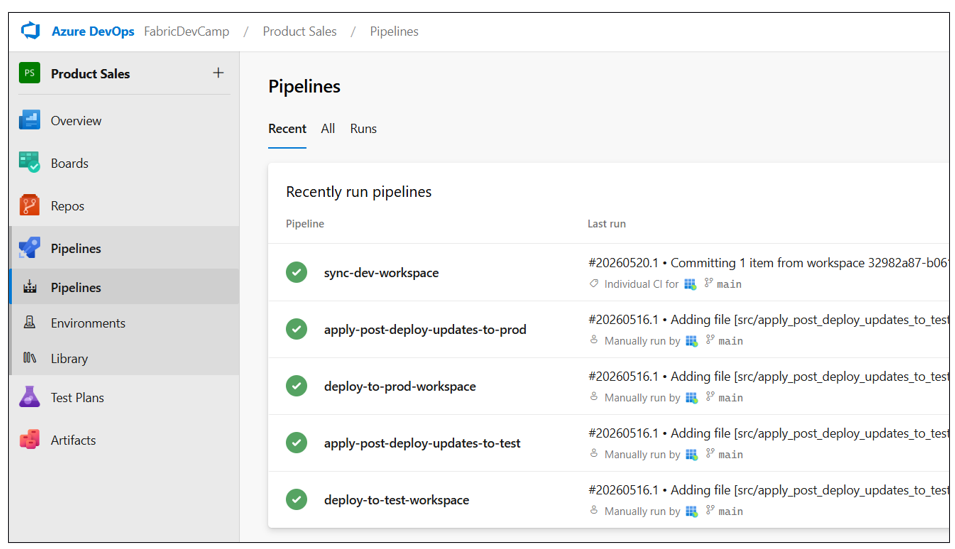 Azure DevOps FabricDevCamp / Product Sales / Pipelines
PS Product Sales +
Overview
Boards
Repos
Pipelines
Pipelines
Environments
Library
Test Plans
Artifacts
Pipelines
Recent All Runs
Recently run pipelines
Pipeline Last run
sync-dev-workspace #20260520.1 • Committing 1 item from workspace 32982a87-b06
Individual CI for main
apply-post-deploy-updates-to-prod #20260516.1 • Adding file [src/apply_post_deploy_updates_to_test
Manually run by main
deploy-to-prod-workspace #20260516.1 • Adding file [src/apply_post_deploy_updates_to_test
Manually run by main
apply-post-deploy-updates-to-test #20260516.1 • Adding file [src/apply_post_deploy_updates_to_test
Manually run by main
deploy-to-test-workspace #20260516.1 • Adding file [src/apply_post_deploy_updates_to_test
Manually run by main